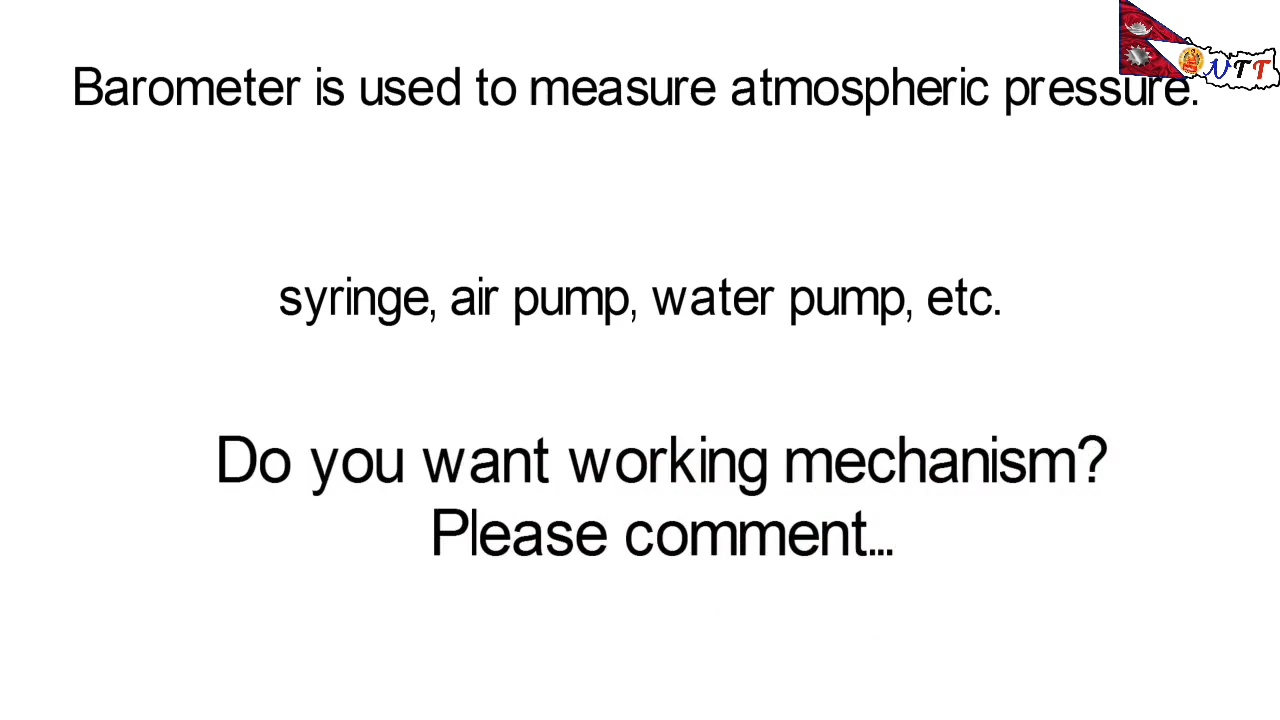 Barometer is used to measure atmospheric pressure.
NTT
syringe, air pump, water pump, etc.
Do you want working mechanism?
Please comment...